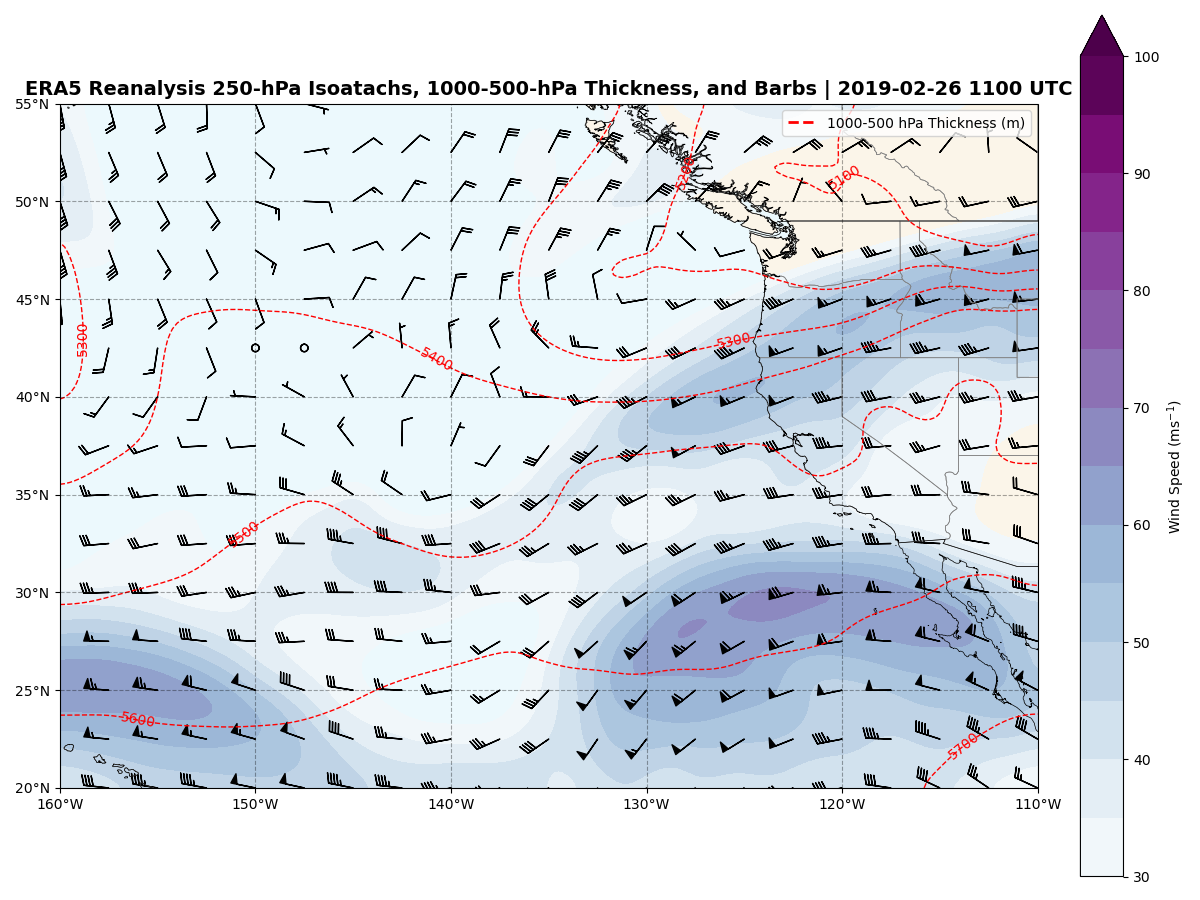 ERA5 Reanalysis 250-hPa Isoatachs, 1000-500-hPa Thickness, and Barbs | 2019-02-26 1100 UTC
1000-500 hPa Thickness (m)
55°N
50°N
45°N
40°N
35°N
30°N
25°N
20°N
160°W
150°W
140°W
130°W
120°W
110°W
5200
5100
5300
5400
5300
5500
5600
5700
100
90
80
70
60
50
40
30
Wind Speed (ms⁻¹)